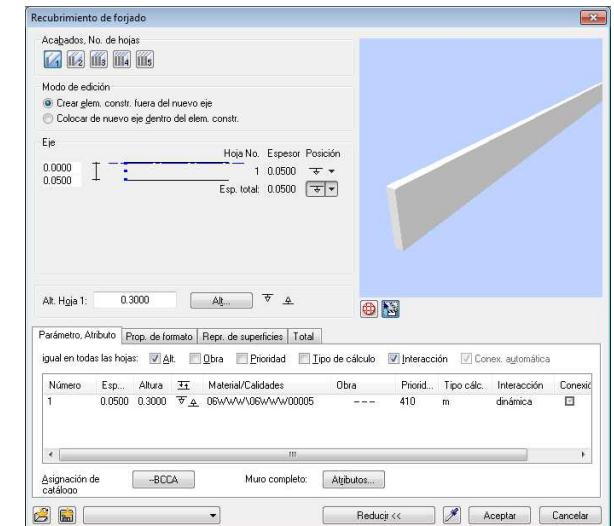 Recubrimiento de forjado
Acabados, No. de hojas
Modo de edición
Crear elem. constr. fuera del nuevo eje
Colocar de nuevo eje dentro del elem. constr.
Eje
Hoja No. Espesor Posición
0.0000
0.0500
1 0.0500
Esp. total: 0.0500
Alt. Hoja 1: 0.3000 Alt...
Parámetro, Atributo Prop. de formato Repr. de superficies Total
igual en todas las hojas: Alt. Obra Prioridad Tipo de cálculo Interacción Conex. automática
Número Esp... Altura Material/Calidades Obra Priorid... Tipo cálc. Interacción Conexió
1 0.0500 0.3000 06WWW\06WWW00005 --- 410 m dinámica
Asignación de catálogo --BCCA Muro completo: Atributos...
Reducir << Aceptar Cancelar